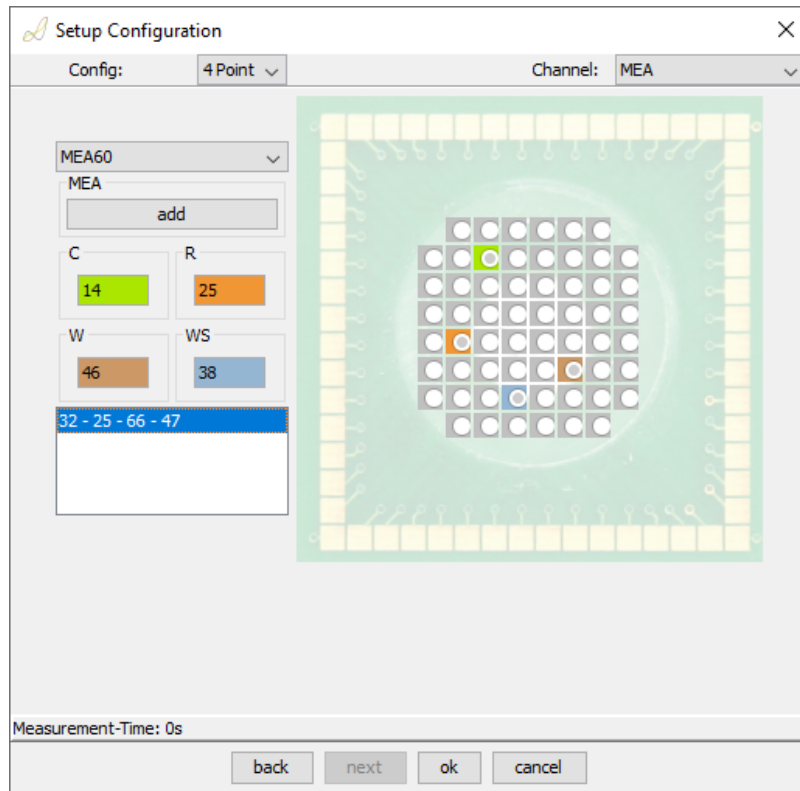 Setup Configuration
Config: 4 Point Channel: MEA
MEA60
MEA
add
C R
14 25
W WS
46 38
32 - 25 - 66 - 47
Measurement-Time: 0s
back next ok cancel